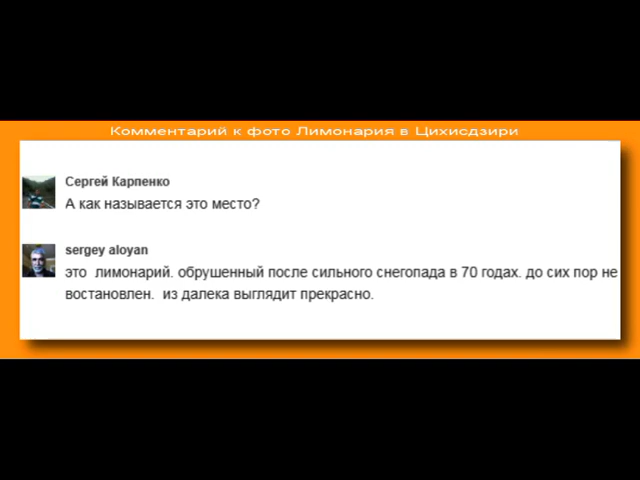 Комментарий к фото Лимонария в Цихисдзири
Сергей Карпенко
А как называется это место?
sergey aloyan
это  лимонарий. обрушенный после сильного снегопада в 70 годах. до сих пор не
востановлен.  из далека выглядит прекрасно.